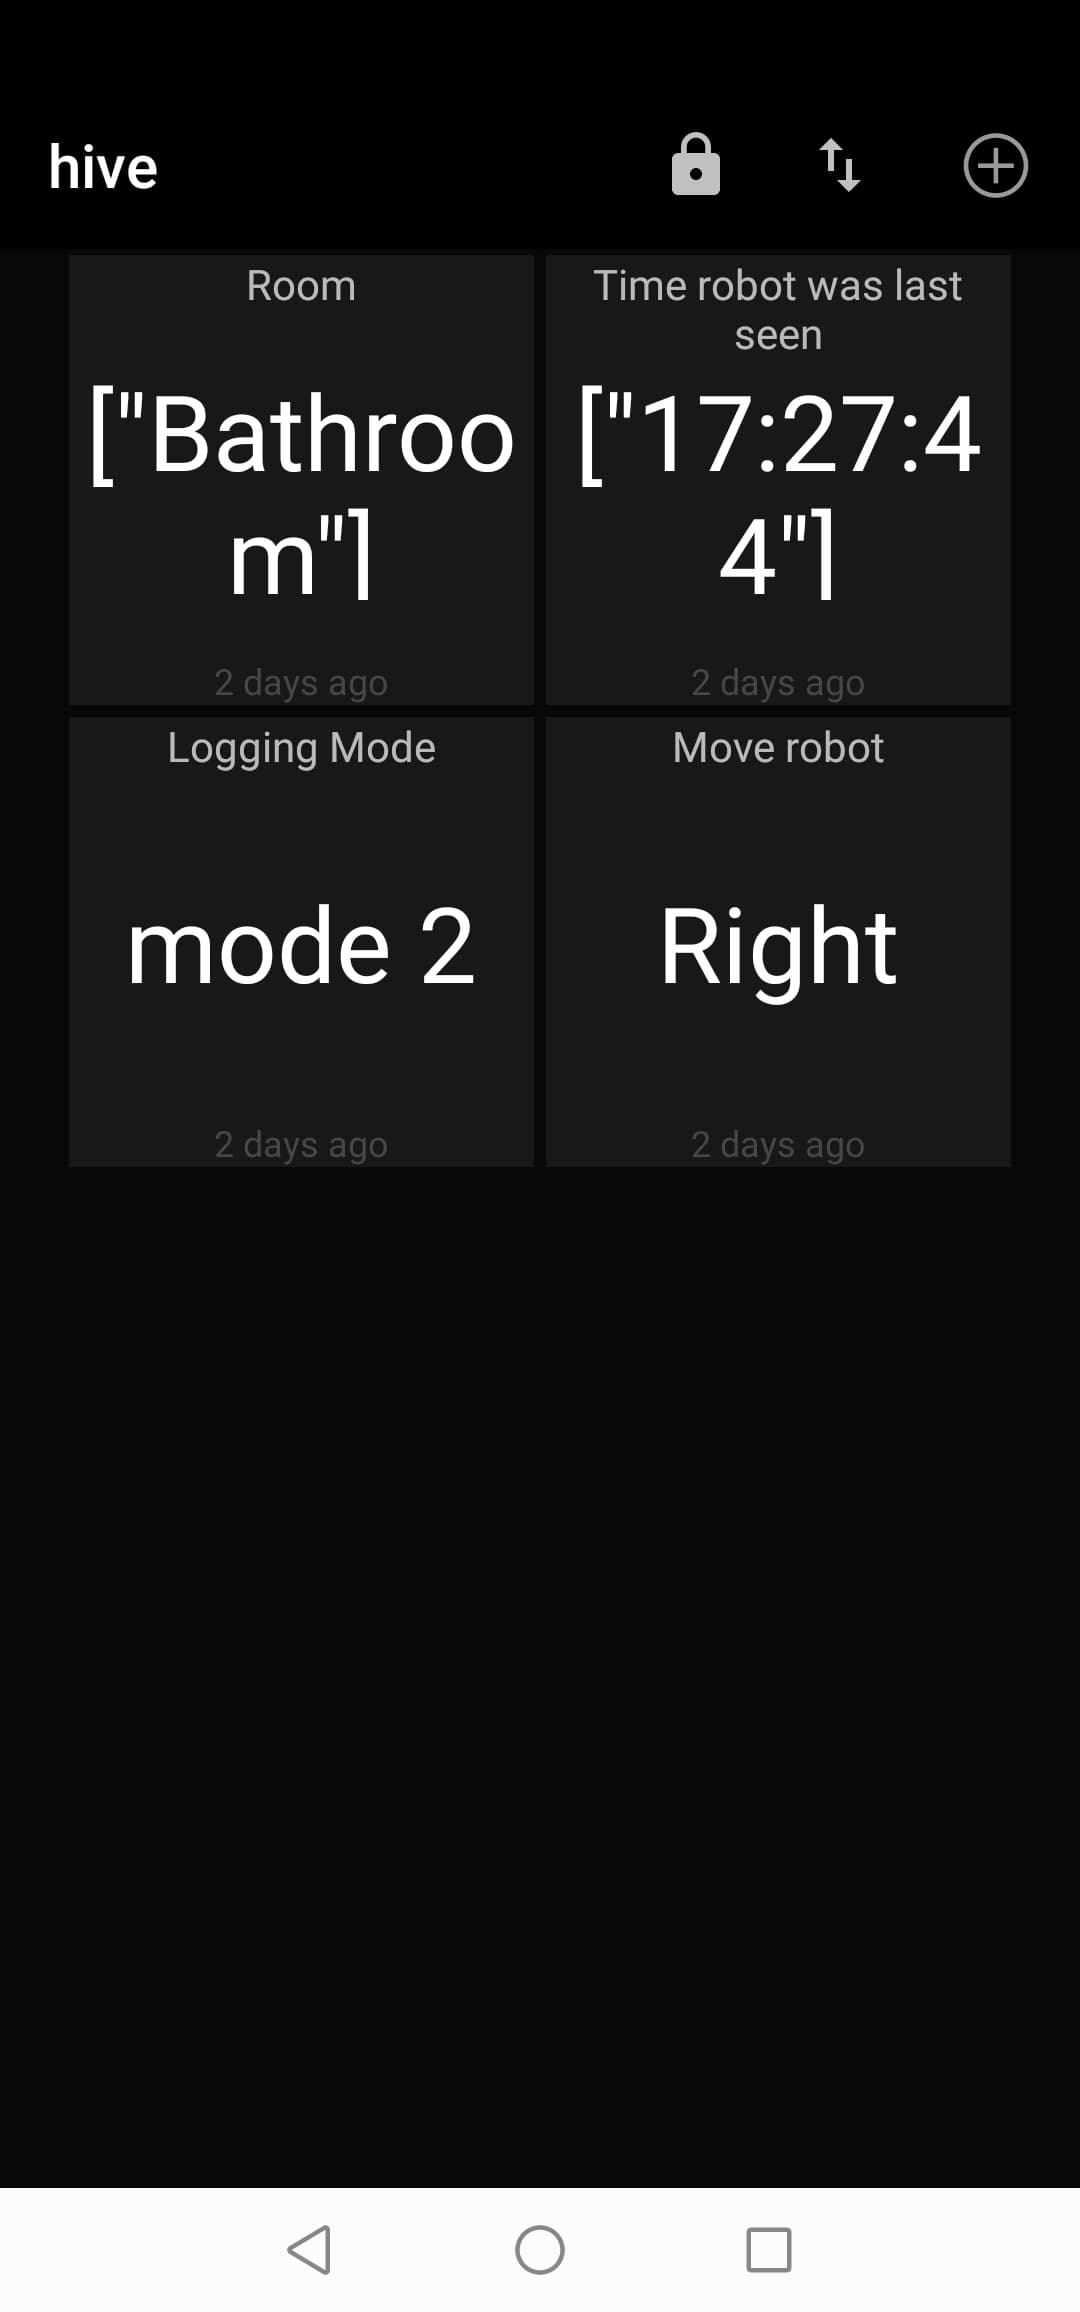 hive
Room
["Bathroo
m"]
2 days ago
Time robot was last
seen
["17:27:4
4"]
2 days ago
Logging Mode
mode 2
2 days ago
Move robot
Right
2 days ago